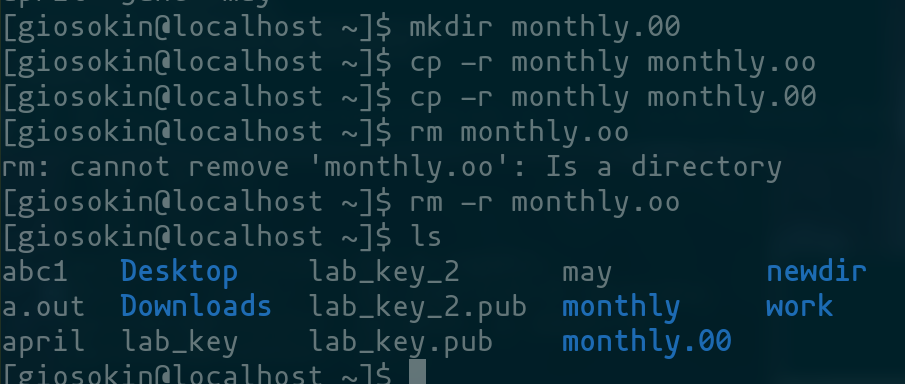 [giosokin@localhost ~]$ mkdir monthly.00
[giosokin@localhost ~]$ cp -r monthly monthly.oo
[giosokin@localhost ~]$ cp -r monthly monthly.00
[giosokin@localhost ~]$ rm monthly.oo
rm: cannot remove 'monthly.oo': Is a directory
[giosokin@localhost ~]$ rm -r monthly.oo
[giosokin@localhost ~]$ ls
abc1 Desktop lab_key_2 may newdir
a.out Downloads lab_key_2.pub monthly work
april lab_key lab_key.pub monthly.00
[giosokin@localhost ~]$